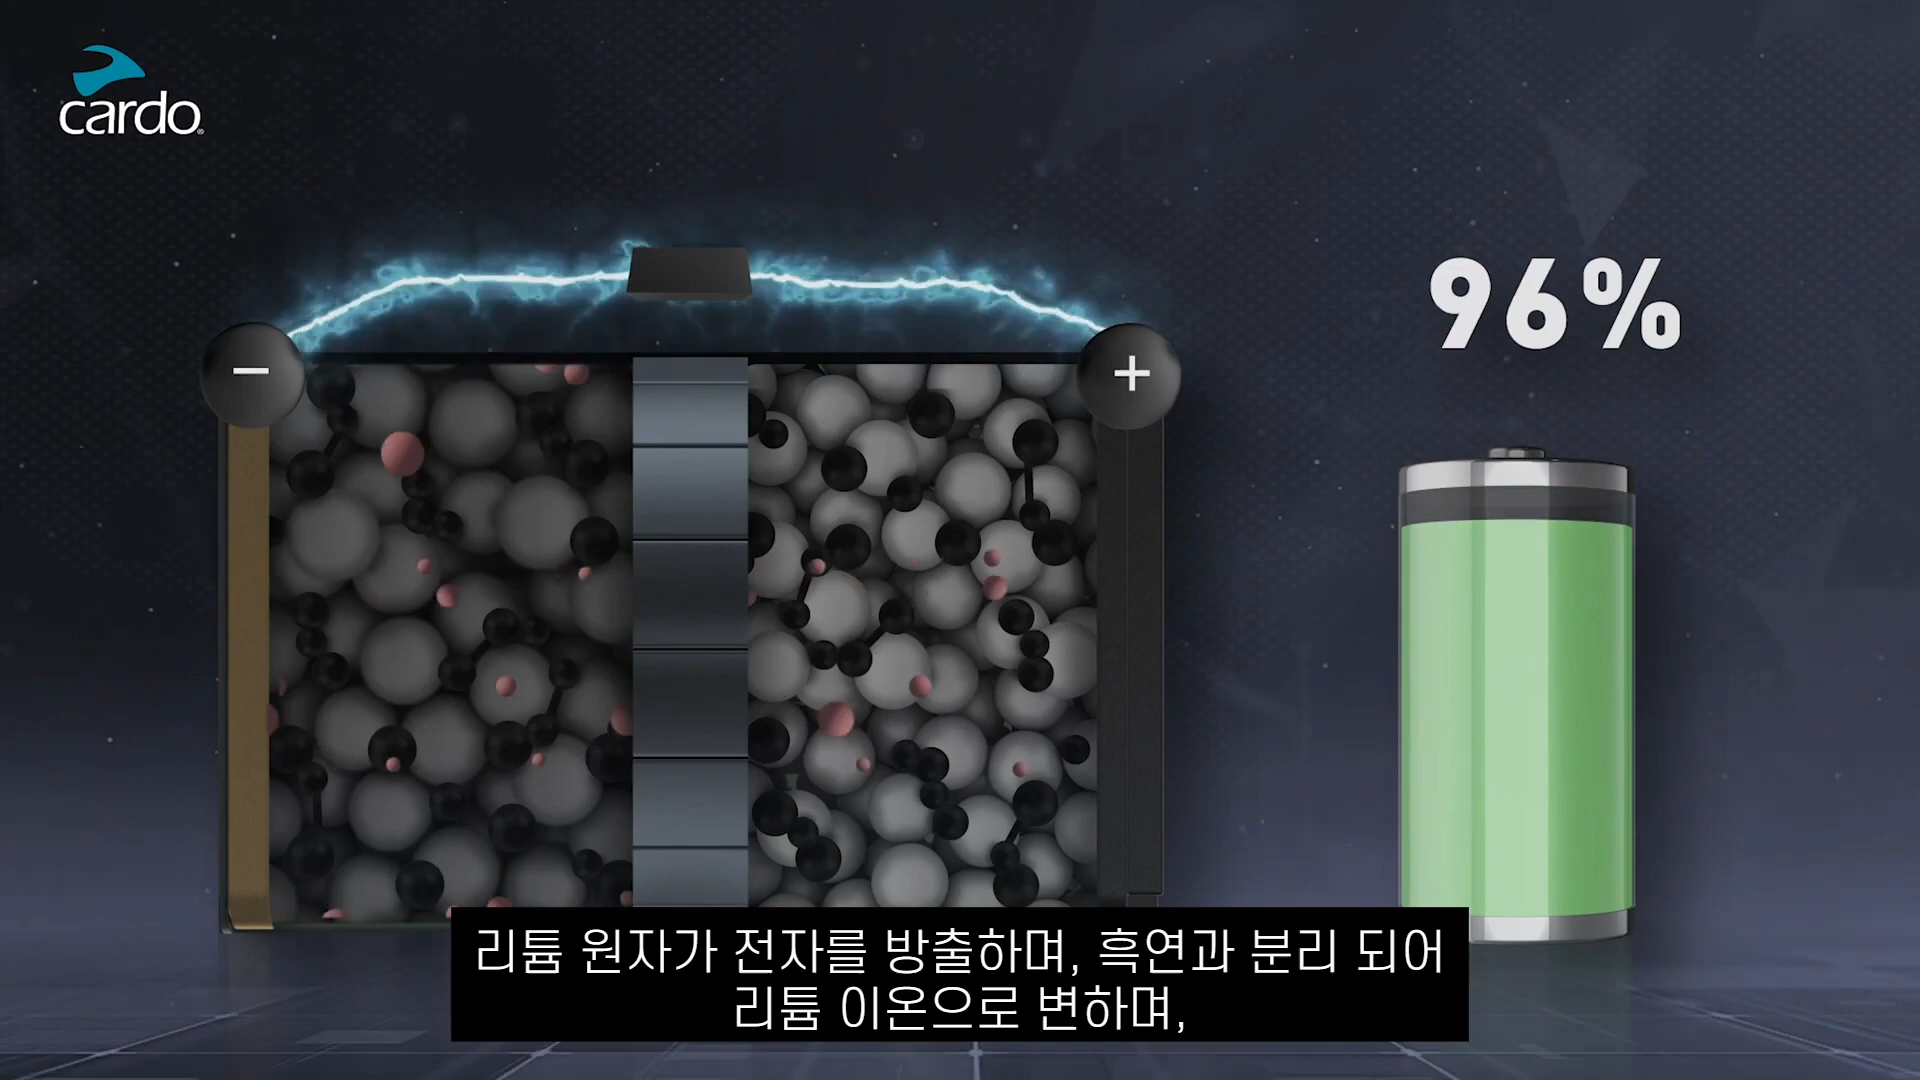 cardo®
96%
−
+
리튬 원자가 전자를 방출하며, 흑연과 분리 되어
리튬 이온으로 변하며,